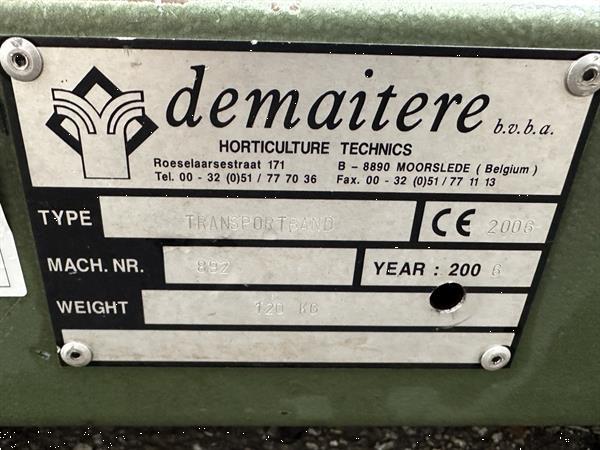 demaitere b.v.b.a.
HORTICULTURE TECHNICS
Roeselaarsestraat 171 B - 8890 MOORSLEDE ( Belgium )
Tel. 00 - 32 (0)51 / 77 70 36 Fax. 00 - 32 (0)51 / 77 11 13
TYPE TRANSPORTBAND CE 2006
MACH. NR. 892 YEAR : 200 6
WEIGHT 120 KG